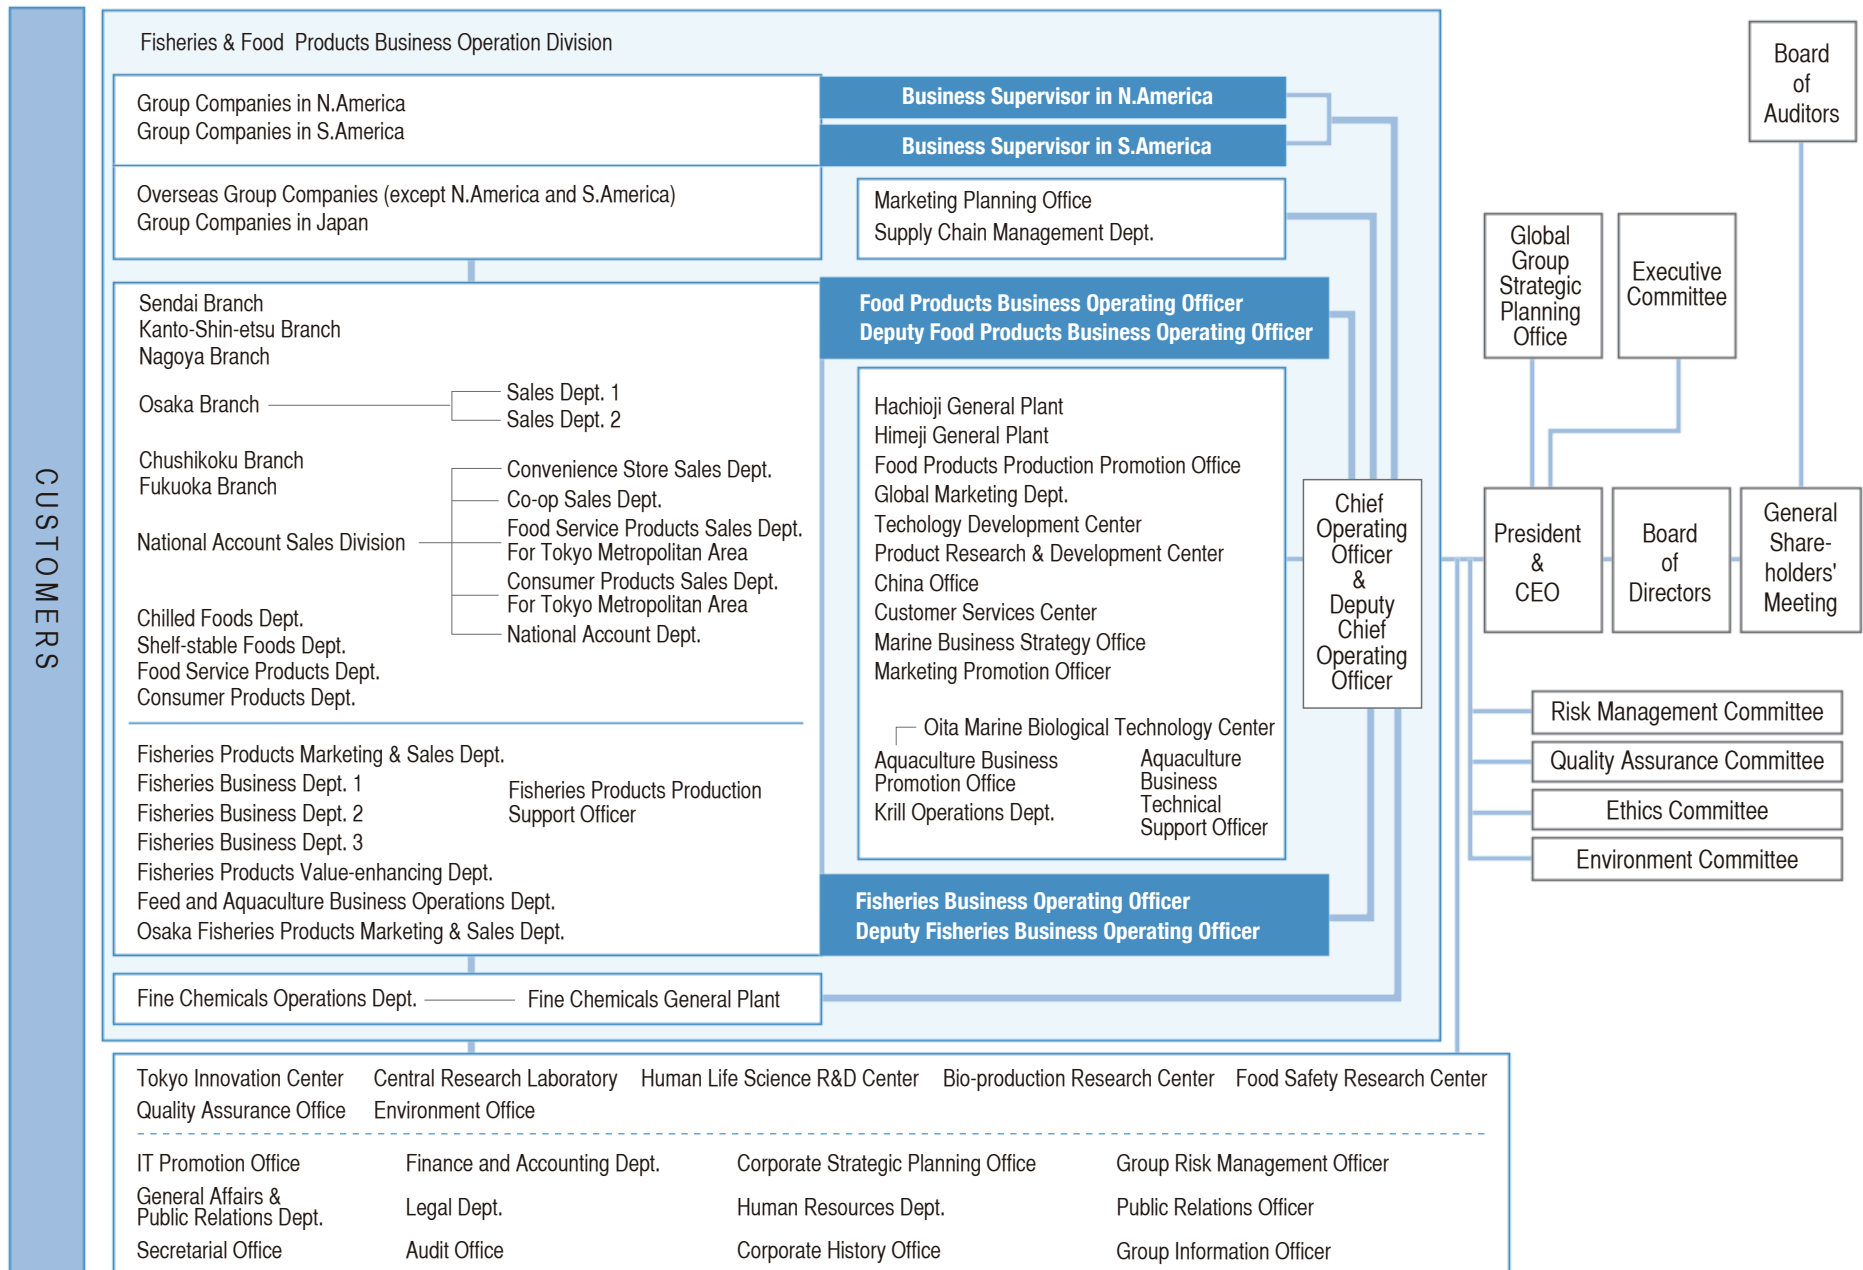 CUSTOMERS
Fisheries & Food Products Business Operation Division
Group Companies in N.America
Group Companies in S.America
Business Supervisor in N.America
Business Supervisor in S.America
Overseas Group Companies (except N.America and S.America)
Group Companies in Japan
Marketing Planning Office
Supply Chain Management Dept.
Sendai Branch
Kanto-Shin-etsu Branch
Nagoya Branch
Osaka Branch
Sales Dept. 1
Sales Dept. 2
Chushikoku Branch
Fukuoka Branch
National Account Sales Division
Convenience Store Sales Dept.
Co-op Sales Dept.
Food Service Products Sales Dept.
For Tokyo Metropolitan Area
Consumer Products Sales Dept.
For Tokyo Metropolitan Area
National Account Dept.
Chilled Foods Dept.
Shelf-stable Foods Dept.
Food Service Products Dept.
Consumer Products Dept.
Fisheries Products Marketing & Sales Dept.
Fisheries Business Dept. 1
Fisheries Business Dept. 2
Fisheries Business Dept. 3
Fisheries Products Production
Support Officer
Fisheries Products Value-enhancing Dept.
Feed and Aquaculture Business Operations Dept.
Osaka Fisheries Products Marketing & Sales Dept.
Food Products Business Operating Officer
Deputy Food Products Business Operating Officer
Hachioji General Plant
Himeji General Plant
Food Products Production Promotion Office
Global Marketing Dept.
Techology Development Center
Product Research & Development Center
China Office
Customer Services Center
Marine Business Strategy Office
Marketing Promotion Officer
Oita Marine Biological Technology Center
Aquaculture Business
Promotion Office
Krill Operations Dept.
Aquaculture
Business
Technical
Support Officer
Fisheries Business Operating Officer
Deputy Fisheries Business Operating Officer
Fine Chemicals Operations Dept.
Fine Chemicals General Plant
Chief
Operating
Officer
&
Deputy
Chief
Operating
Officer
Board
of
Auditors
Global
Group
Strategic
Planning
Office
Executive
Committee
President
&
CEO
Board
of
Directors
General
Share-
holders'
Meeting
Risk Management Committee
Quality Assurance Committee
Ethics Committee
Environment Committee
Tokyo Innovation Center
Central Research Laboratory
Human Life Science R&D Center
Bio-production Research Center
Food Safety Research Center
Quality Assurance Office
Environment Office
IT Promotion Office
Finance and Accounting Dept.
Corporate Strategic Planning Office
Group Risk Management Officer
General Affairs &
Public Relations Dept.
Legal Dept.
Human Resources Dept.
Public Relations Officer
Secretarial Office
Audit Office
Corporate History Office
Group Information Officer